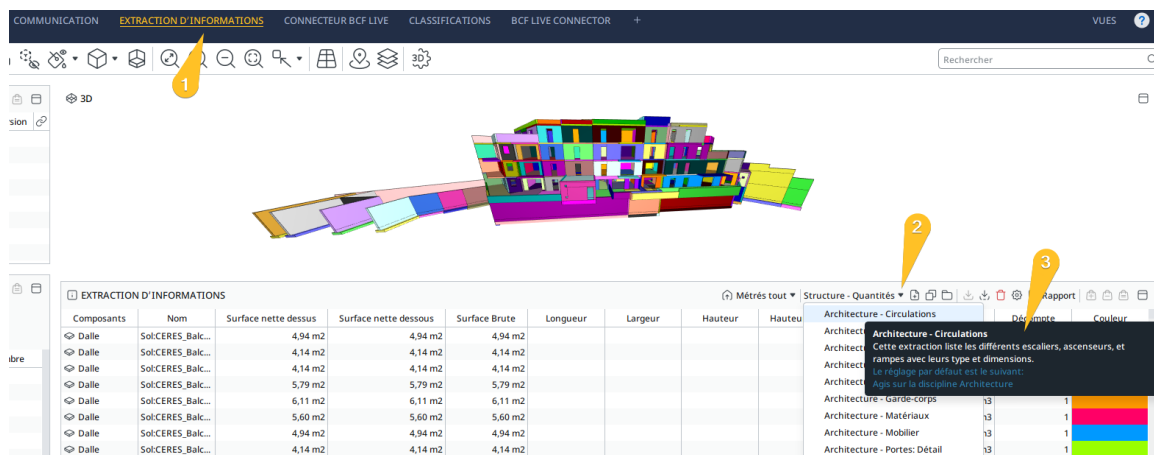 COMMUNICATION EXTRACTION D'INFORMATIONS CONNECTEUR BCF LIVE CLASSIFICATIONS BCF LIVE CONNECTOR + VUES ?
3D Rechercher
1
3D
sion
2
3
EXTRACTION D'INFORMATIONS Métrés tout Structure - Quantités Rapport
Composants Nom Surface nette dessus Surface nette dessous Surface Brute Longueur Largeur Hauteur Hauteu Décompte Couleur
Architecture - Circulations
Architecture - Circulations
Cette extraction liste les différents escaliers, ascenseurs, et
rampes avec leurs type et dimensions.
Le réglage par défaut est le suivant:
Agis sur la discipline Architecture
Architecture - Garde-corps
Architecture - Matériaux
Architecture - Mobilier
Architecture - Portes: Détail
bre
Dalle Sol:CERES_Balc... 4,94 m2 4,94 m2 4,94 m2
Dalle Sol:CERES_Balc... 4,14 m2 4,14 m2 4,14 m2
Dalle Sol:CERES_Balc... 4,14 m2 4,14 m2 4,14 m2
Dalle Sol:CERES_Balc... 5,79 m2 5,79 m2 5,79 m2
Dalle Sol:CERES_Balc... 6,11 m2 6,11 m2 6,11 m2 n3 1
Dalle Sol:CERES_Balc... 5,60 m2 5,60 m2 5,60 m2 n3 1
Dalle Sol:CERES_Balc... 4,94 m2 4,94 m2 4,94 m2 n3 1
Dalle Sol:CERES_Balc... 4,14 m2 4,14 m2 4,14 m2 n3 1